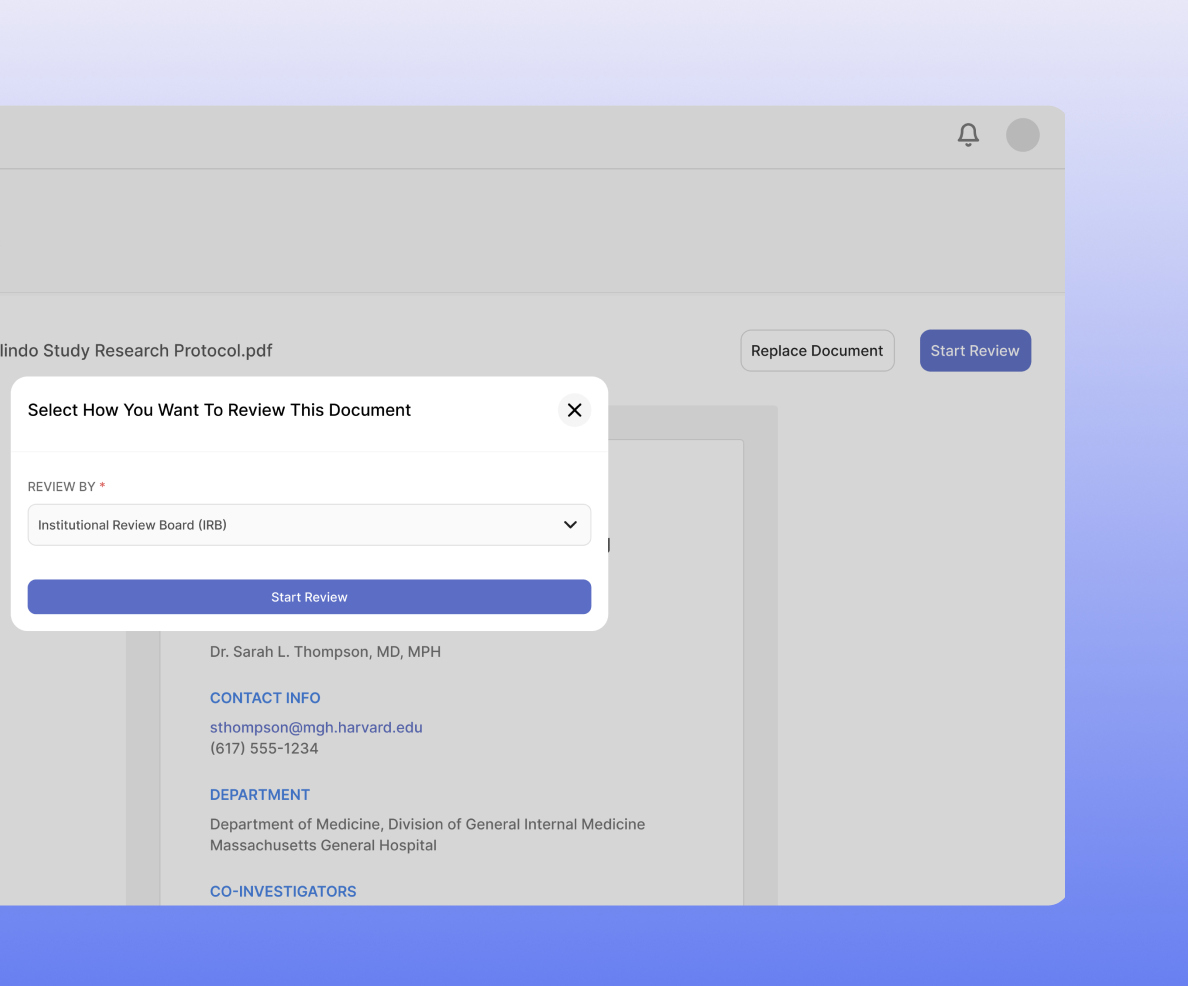 lindo Study Research Protocol.pdf
Replace Document
Start Review
Select How You Want To Review This Document
REVIEW BY *
Institutional Review Board (IRB)
Start Review
Dr. Sarah L. Thompson, MD, MPH
CONTACT INFO
sthompson@mgh.harvard.edu
(617) 555-1234
DEPARTMENT
Department of Medicine, Division of General Internal Medicine
Massachusetts General Hospital
CO-INVESTIGATORS